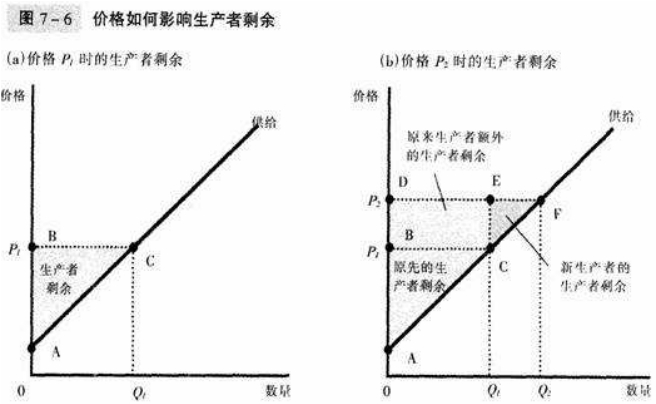 图 7-6 价格如何影响生产者剩余
(a)价格 P₁ 时的生产者剩余
价格
供给
P₁
B
C
生产者
剩余
A
0
Q₁
数量
(b)价格 P₂ 时的生产者剩余
价格
供给
原来生产者额外
的生产者剩余
P₂
D
E
F
P₁
B
C
原先的生
产者剩余
新生产者的
生产者剩余
A
0
Q₁
Q₂
数量